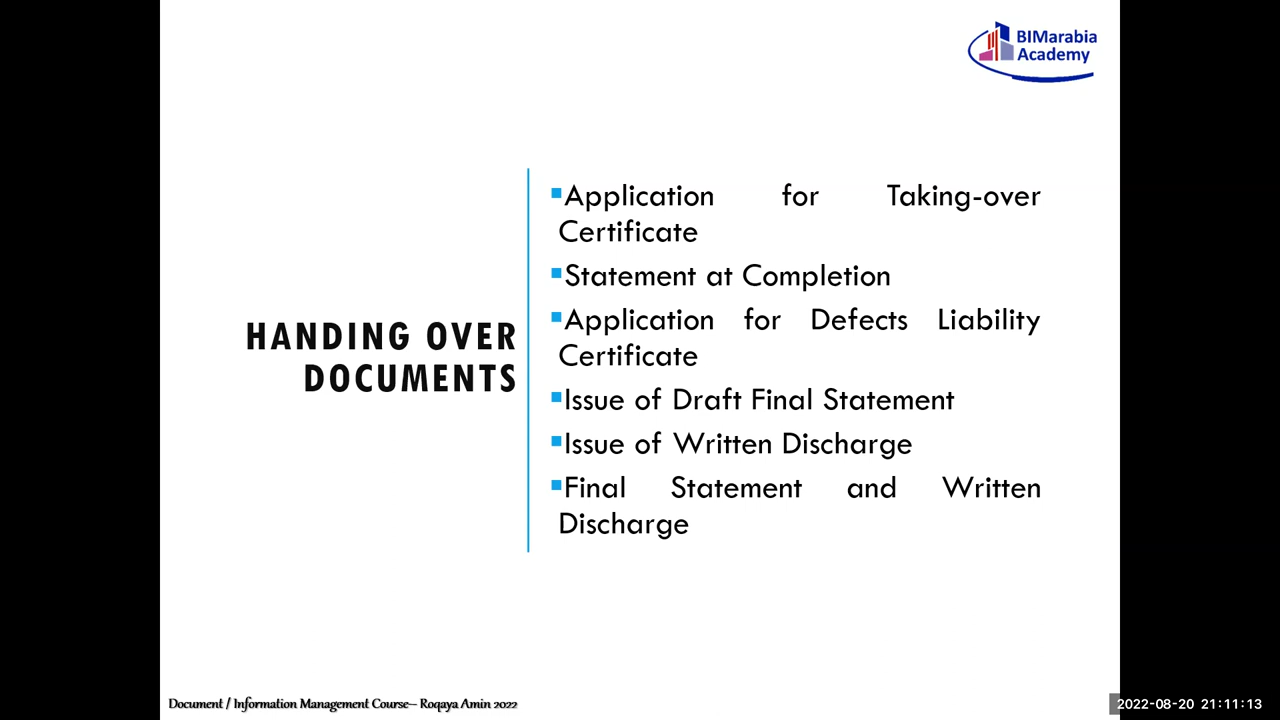 BIMarabia
Academy
HANDING OVER
DOCUMENTS
Application for Taking-over
Certificate
Statement at Completion
Application for Defects Liability
Certificate
Issue of Draft Final Statement
Issue of Written Discharge
Final Statement and Written
Discharge
Document / Information Management Course– Roqaya Amin 2022
2022-08-20 21:11:13